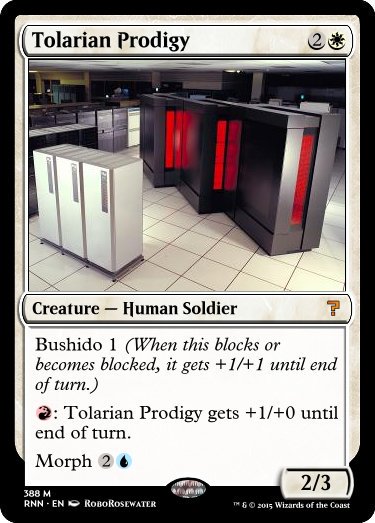 Tolarian Prodigy 2
Creature — Human Soldier
Bushido 1 (When this blocks or
becomes blocked, it gets +1/+1 until end
of turn.)
: Tolarian Prodigy gets +1/+0 until
end of turn.
Morph 2
2/3
388 M
RNN • EN RoboRosewater
™ & © 2015 Wizards of the Coast